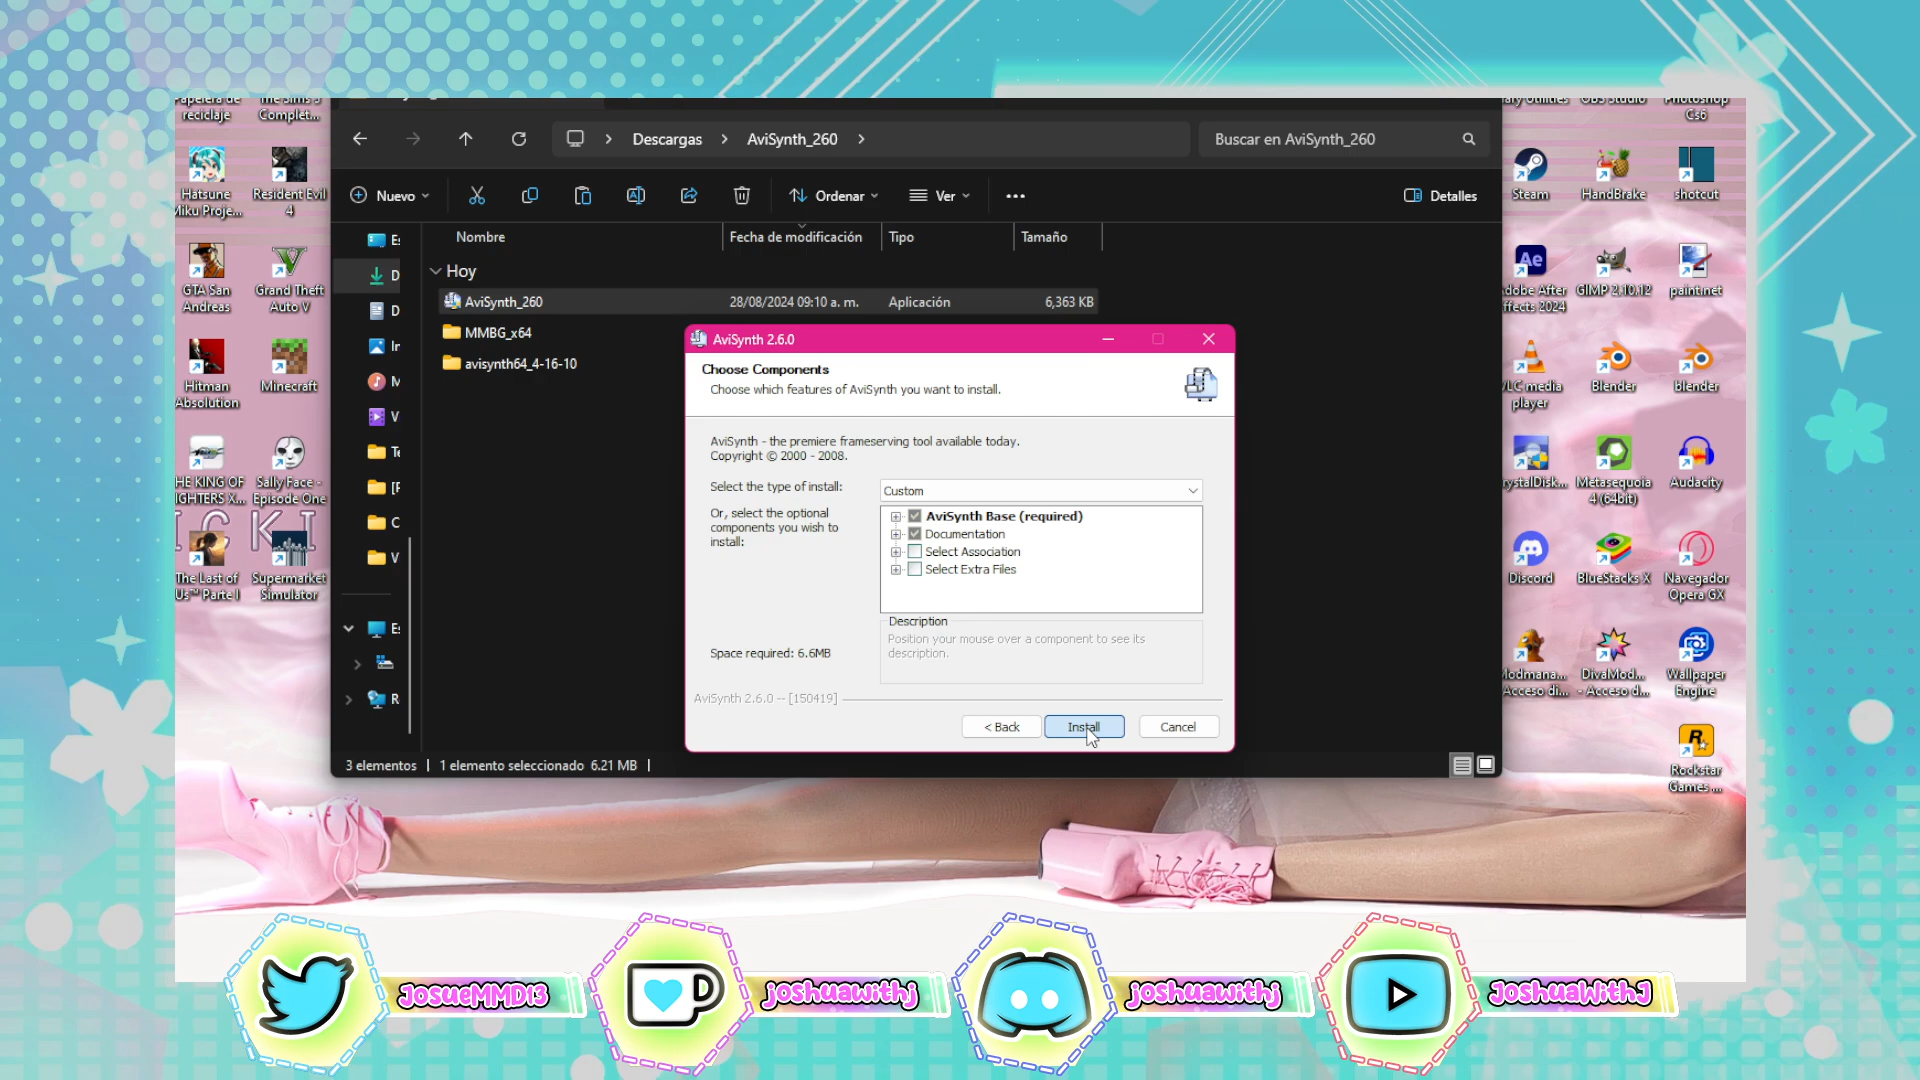 reciclaje
Complet...
Hatsune
Miku Proje...
Resident Evil
4
GTA San
Andreas
Grand Theft
Auto V
Hitman
Absolution
Minecraft
THE KING OF
FIGHTERS X...
Sally Face -
Episode One
The Last of
Us™ Parte I
Supermarket
Simulator
Descargas
AviSynth_260
Buscar en AviSynth_260
Nuevo
Ordenar
Ver
Detalles
Nombre
Fecha de modificación
Tipo
Tamaño
Hoy
AviSynth_260
28/08/2024 09:10 a. m.
Aplicación
6,363 KB
MMBG_x64
avisynth64_4-16-10
AviSynth 2.6.0
Choose Components
Choose which features of AviSynth you want to install.
AviSynth - the premiere frameserving tool available today.
Copyright © 2000 - 2008.
Select the type of install:
Custom
Or, select the optional
components you wish to
install:
AviSynth Base (required)
Documentation
Select Association
Select Extra Files
Description
Position your mouse over a component to see its
description.
Space required: 6.6MB
AviSynth 2.6.0 -- [150419]
< Back
Install
Cancel
3 elementos
1 elemento seleccionado 6.21 MB
OBS Studio
Photoshop
Cs6
Steam
HandBrake
shotcut
Adobe After
Effects 2024
GIMP 2.10.12
paint.net
VLC media
player
Blender
blender
CrystalDisk...
Metasequoia
4 (64bit)
Audacity
Discord
BlueStacks X
Navegador
Opera GX
Modmana...
- Acceso di...
DivaMod...
- Acceso d...
Wallpaper
Engine
Rockstar
Games ...
JosueMMD13
joshuawithj
joshuawithj
JoshuaWithJ